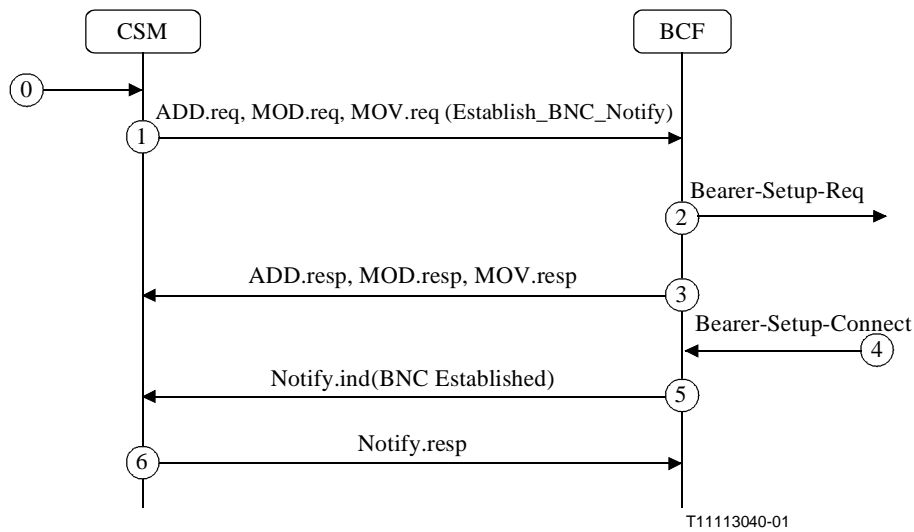 CSM
BCF
0
ADD.req, MOD.req, MOV.req (Establish_BNC_Notify)
1
Bearer-Setup-Req
2
ADD.resp, MOD.resp, MOV.resp
3
Bearer-Setup-Connect
4
Notify.ind(BNC Established)
5
Notify.resp
6
T11113040-01